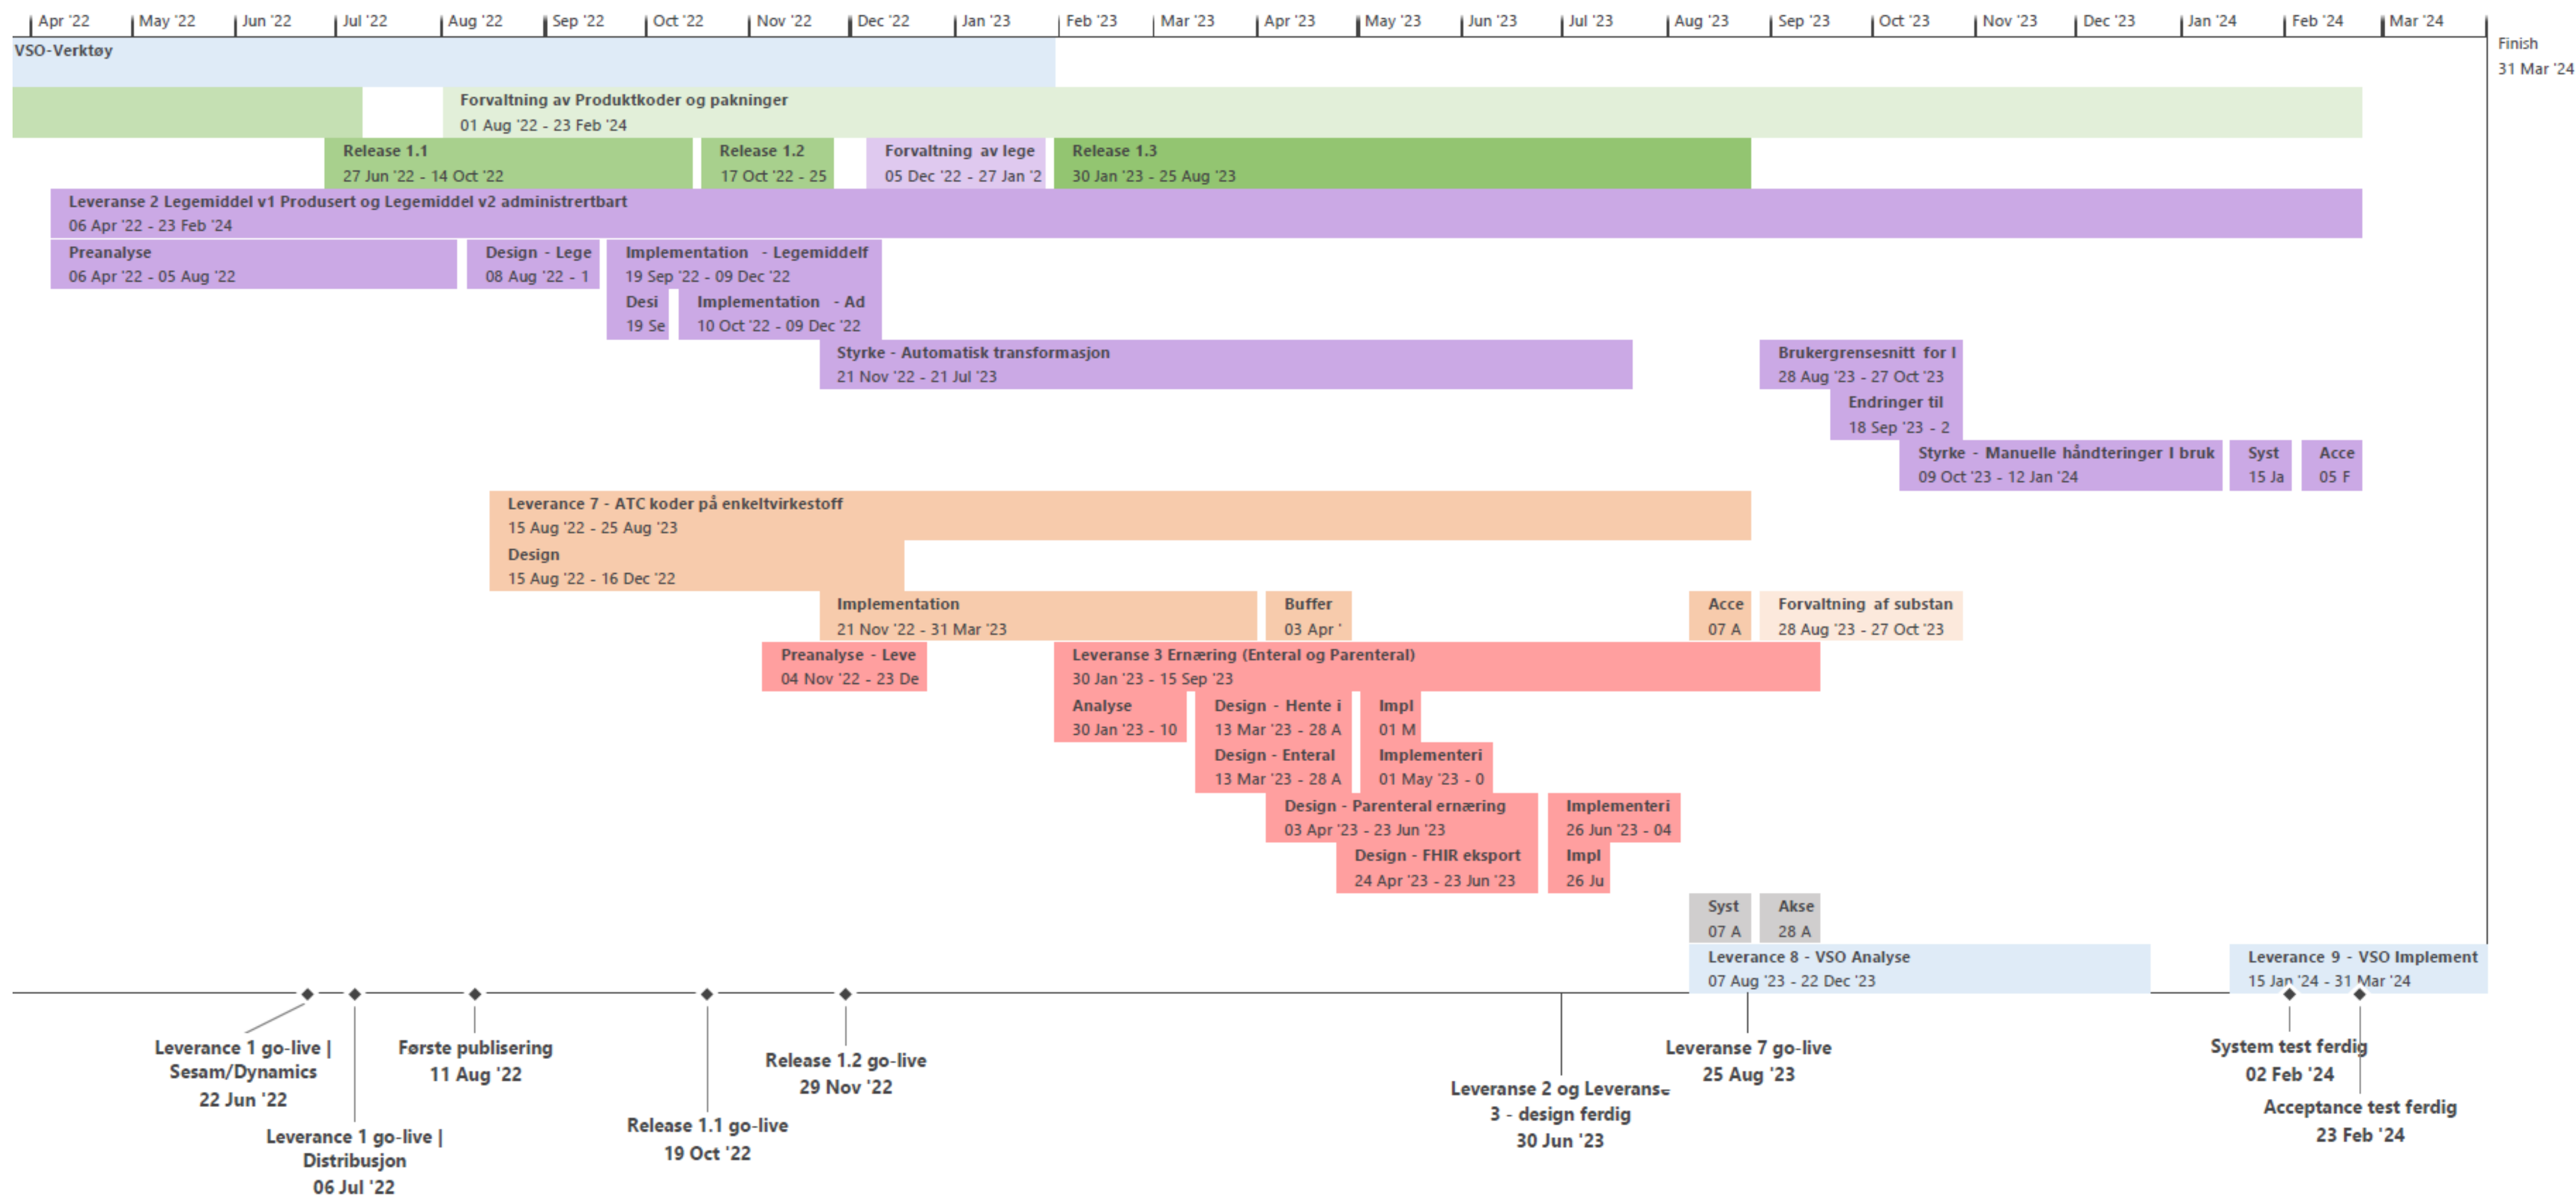 Apr '22 May '22 Jun '22 Jul '22 Aug '22 Sep '22 Oct '22 Nov '22 Dec '22 Jan '23 Feb '23 Mar '23 Apr '23 May '23 Jun '23 Jul '23 Aug '23 Sep '23 Oct '23 Nov '23 Dec '23 Jan '24 Feb '24 Mar '24
Finish
31 Mar '24
VSO-Verktøy
Forvaltning av Produktkoder og pakninger
01 Aug '22 - 23 Feb '24
Release 1.1
27 Jun '22 - 14 Oct '22
Release 1.2
17 Oct '22 - 25
Forvaltning av lege
05 Dec '22 - 27 Jan '2
Release 1.3
30 Jan '23 - 25 Aug '23
Leveranse 2 Legemiddel v1 Produsert og Legemiddel v2 administrertbart
06 Apr '22 - 23 Feb '24
Preanalyse
06 Apr '22 - 05 Aug '22
Design - Lege
08 Aug '22 - 1
Implementation - Legemiddelf
19 Sep '22 - 09 Dec '22
Desi
19 Se
Implementation - Ad
10 Oct '22 - 09 Dec '22
Styrke - Automatisk transformasjon
21 Nov '22 - 21 Jul '23
Brukergrensesnitt for l
28 Aug '23 - 27 Oct '23
Endringer til
18 Sep '23 - 2
Styrke - Manuelle håndteringer I bruk
09 Oct '23 - 12 Jan '24
Syst
15 Ja
Acce
05 F
Leverance 7 - ATC koder på enkeltvirkestoff
15 Aug '22 - 25 Aug '23
Design
15 Aug '22 - 16 Dec '22
Implementation
21 Nov '22 - 31 Mar '23
Buffer
03 Apr '
Acce
07 A
Forvaltning af substan
28 Aug '23 - 27 Oct '23
Preanalyse - Leve
04 Nov '22 - 23 De
Leveranse 3 Ernæring (Enteral og Parenteral)
30 Jan '23 - 15 Sep '23
Analyse
30 Jan '23 - 10
Design - Hente i
13 Mar '23 - 28 A
Impl
01 M
Design - Enteral
13 Mar '23 - 28 A
Implementeri
01 May '23 - 0
Design - Parenteral ernæring
03 Apr '23 - 23 Jun '23
Implementeri
26 Jun '23 - 04
Design - FHIR eksport
24 Apr '23 - 23 Jun '23
Impl
26 Ju
Syst
07 A
Akse
28 A
Leverance 8 - VSO Analyse
07 Aug '23 - 22 Dec '23
Leverance 9 - VSO Implement
15 Jan '24 - 31 Mar '24
Leverance 1 go-live |
Sesam/Dynamics
22 Jun '22
Leverance 1 go-live |
Distribusjon
06 Jul '22
Første publisering
11 Aug '22
Release 1.1 go-live
19 Oct '22
Release 1.2 go-live
29 Nov '22
Leveranse 2 og Leveranse
3 - design ferdig
30 Jun '23
Leveranse 7 go-live
25 Aug '23
System test ferdig
02 Feb '24
Acceptance test ferdig
23 Feb '24